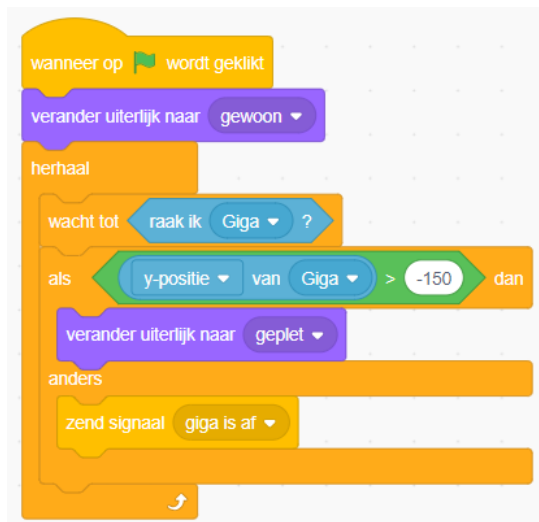 wanneer op wordt geklikt
verander uiterlijk naar gewoon
herhaal
wacht tot raak ik Giga ?
als y-positie van Giga > -150 dan
verander uiterlijk naar geplet
anders
zend signaal giga is af